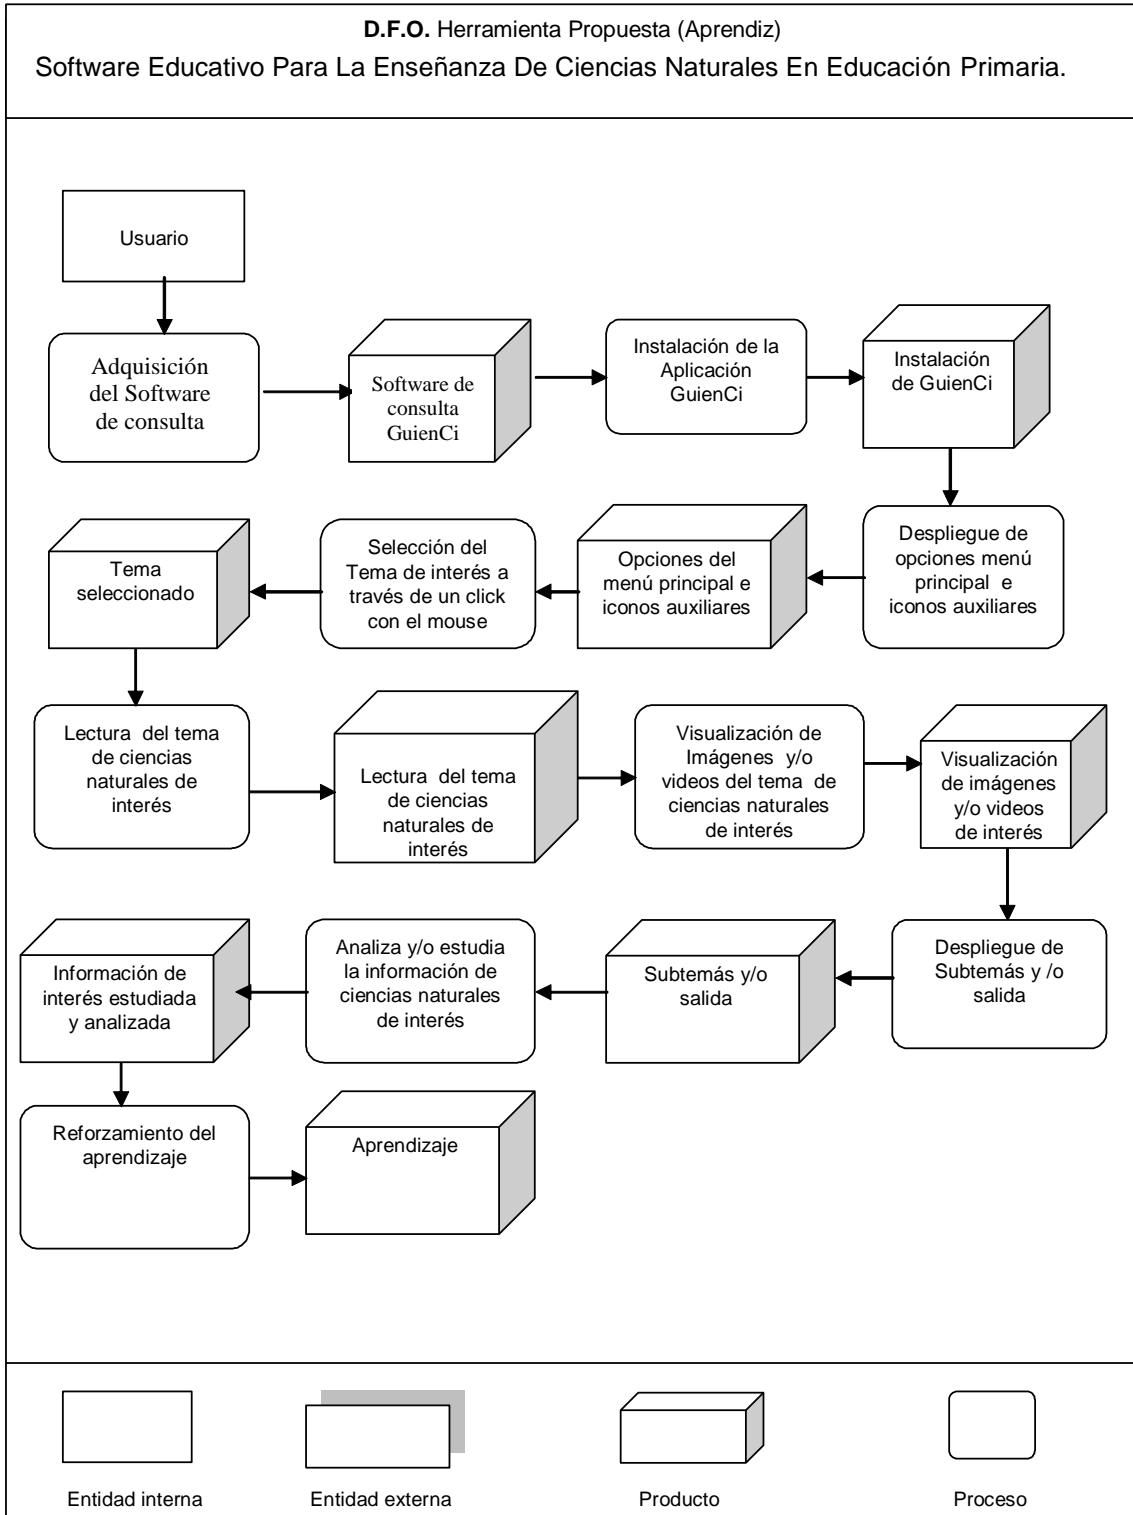 D.F.O. Herramienta Propuesta (Aprendiz)
Software Educativo Para La Enseñanza De Ciencias Naturales En Educación Primaria.
Usuario
Adquisición
del Software
de consulta
Software de
consulta
GuienCi
Instalación de la
Aplicación
GuienCi
Instalación
de GuienCi
Despliegue de
opciones menú
principal e
iconos auxiliares
Opciones del
menú principal e
iconos auxiliares
Selección del
Tema de interés a
través de un click
con el mouse
Tema
seleccionado
Lectura del tema
de ciencias
naturales de
interés
Lectura del tema
de ciencias
naturales de
interés
Visualización de
Imágenes y/o
videos del tema de
ciencias naturales
de interés
Visualización
de imágenes
y/o videos
de interés
Despliegue de
Subtemás y /o
salida
Subtemás y/o
salida
Analiza y/o estudia
la información de
ciencias naturales
de interés
Información de
interés estudiada
y analizada
Reforzamiento del
aprendizaje
Aprendizaje
Entidad interna
Entidad externa
Producto
Proceso